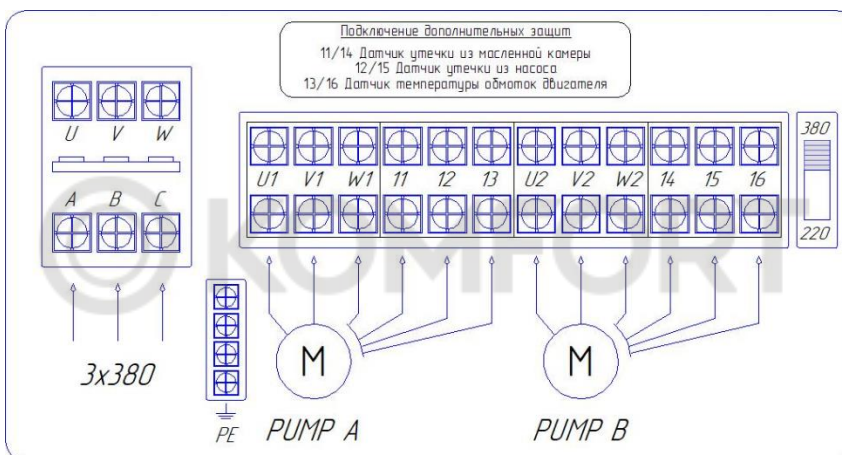 Подключение дополнительных защит
11/14 Датчик утечки из масленной камеры
12/15 Датчик утечки из насоса
13/16 Датчик температуры обмоток двигателя
U V W
A B C
3x380
PE
U1 V1 W1 11 12 13 U2 V2 W2 14 15 16
380
220
M
M
PUMP A
PUMP B
© KOMFORT